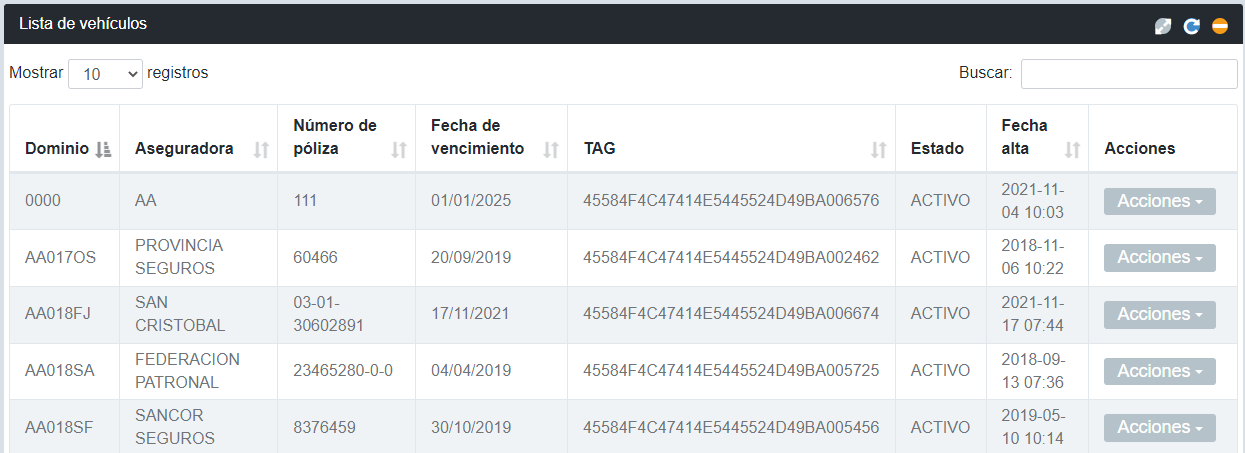 Lista de vehículos
Mostrar 10 registros
Buscar:
Dominio
Aseguradora
Número de
póliza
Fecha de
vencimiento
TAG
Estado
Fecha
alta
Acciones
0000
AA
111
01/01/2025
45584F4C47414E5445524D49BA006576
ACTIVO
2021-11-
04 10:03
Acciones
AA017OS
PROVINCIA
SEGUROS
60466
20/09/2019
45584F4C47414E5445524D49BA002462
ACTIVO
2018-11-
06 10:22
Acciones
AA018FJ
SAN
CRISTOBAL
03-01-
30602891
17/11/2021
45584F4C47414E5445524D49BA006674
ACTIVO
2021-11-
17 07:44
Acciones
AA018SA
FEDERACION
PATRONAL
23465280-0-0
04/04/2019
45584F4C47414E5445524D49BA005725
ACTIVO
2018-09-
13 07:36
Acciones
AA018SF
SANCOR
SEGUROS
8376459
30/10/2019
45584F4C47414E5445524D49BA005456
ACTIVO
2019-05-
10 10:14
Acciones